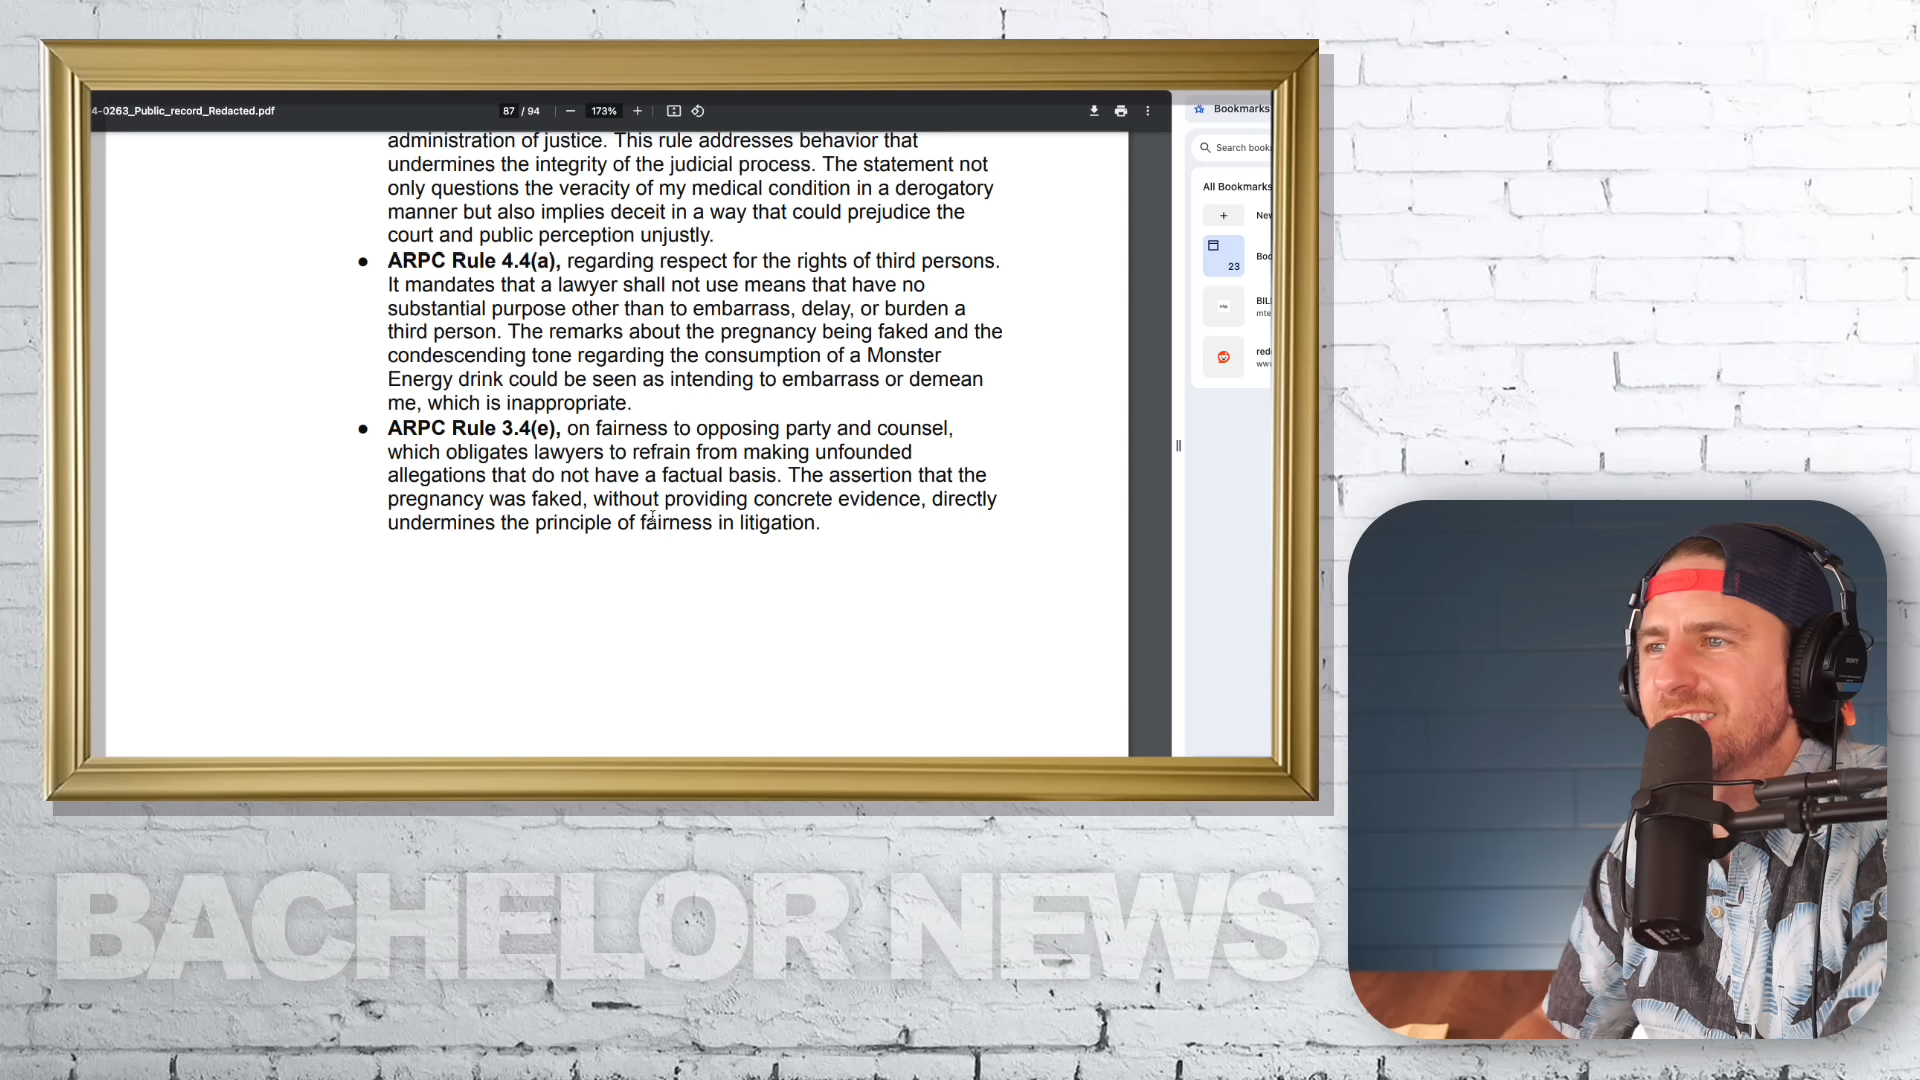 4-0263_Public_record_Redacted.pdf
87 / 94
173%
Bookmarks
Search book
All Bookmarks
New
Boo
23
BIL
mte
red
www
administration of justice. This rule addresses behavior that
undermines the integrity of the judicial process. The statement not
only questions the veracity of my medical condition in a derogatory
manner but also implies deceit in a way that could prejudice the
court and public perception unjustly.
● ARPC Rule 4.4(a), regarding respect for the rights of third persons.
It mandates that a lawyer shall not use means that have no
substantial purpose other than to embarrass, delay, or burden a
third person. The remarks about the pregnancy being faked and the
condescending tone regarding the consumption of a Monster
Energy drink could be seen as intending to embarrass or demean
me, which is inappropriate.
● ARPC Rule 3.4(e), on fairness to opposing party and counsel,
which obligates lawyers to refrain from making unfounded
allegations that do not have a factual basis. The assertion that the
pregnancy was faked, without providing concrete evidence, directly
undermines the principle of fairness in litigation.
BACHELOR NEWS
SONY